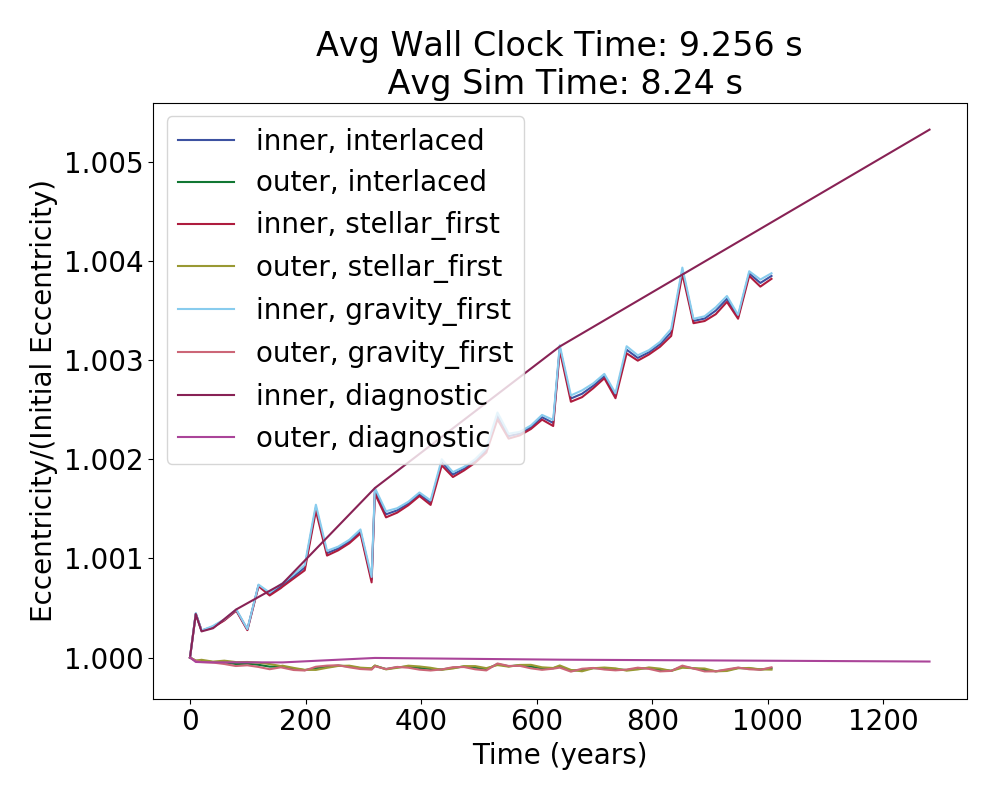 Avg Wall Clock Time: 9.256 s
Avg Sim Time: 8.24 s
Eccentricity/(Initial Eccentricity)
1.005
1.004
1.003
1.002
1.001
1.000
inner, interlaced
outer, interlaced
inner, stellar_first
outer, stellar_first
inner, gravity_first
outer, gravity_first
inner, diagnostic
outer, diagnostic
0 200 400 600 800 1000 1200
Time (years)